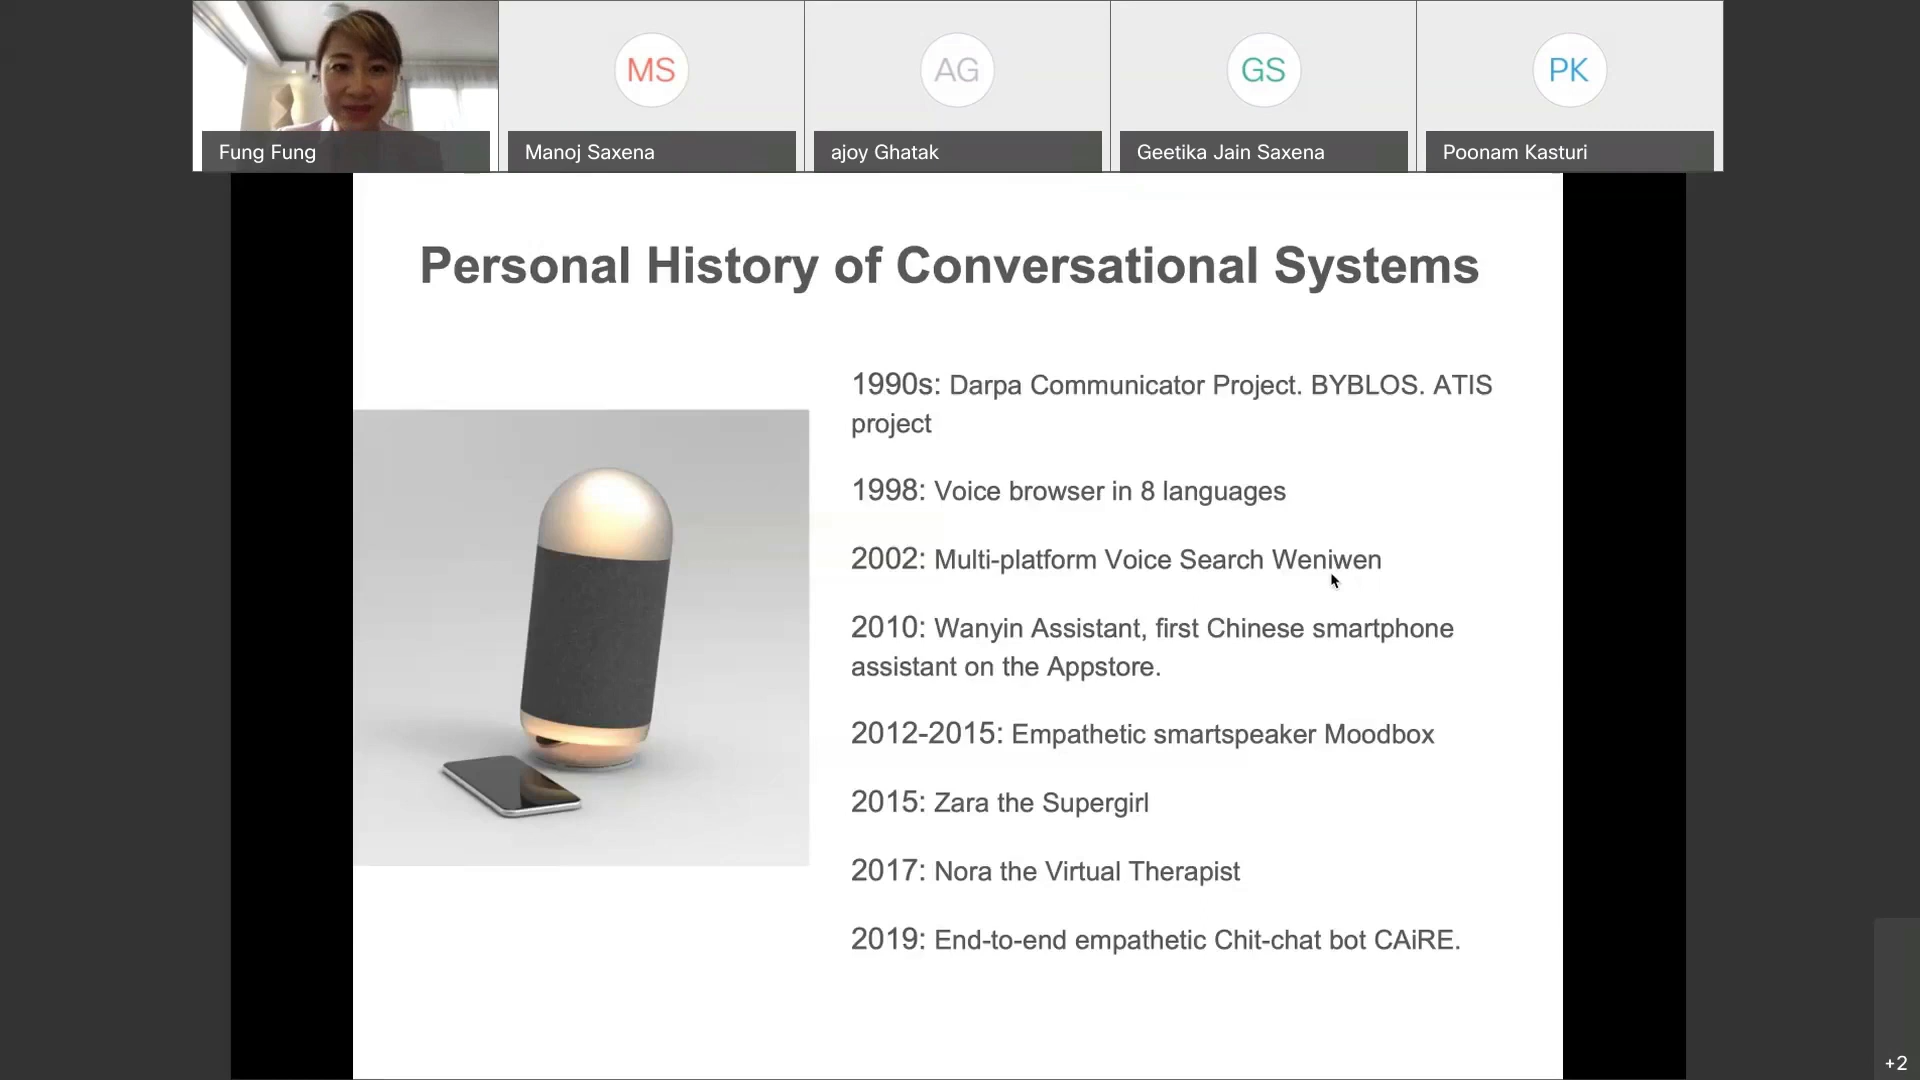 MS
AG
GS
PK
Fung Fung
Manoj Saxena
ajoy Ghatak
Geetika Jain Saxena
Poonam Kasturi
Personal History of Conversational Systems
1990s: Darpa Communicator Project. BYBLOS. ATIS
project
1998: Voice browser in 8 languages
2002: Multi-platform Voice Search Weniwen
2010: Wanyin Assistant, first Chinese smartphone
assistant on the Appstore.
2012-2015: Empathetic smartspeaker Moodbox
2015: Zara the Supergirl
2017: Nora the Virtual Therapist
2019: End-to-end empathetic Chit-chat bot CAiRE.
+2